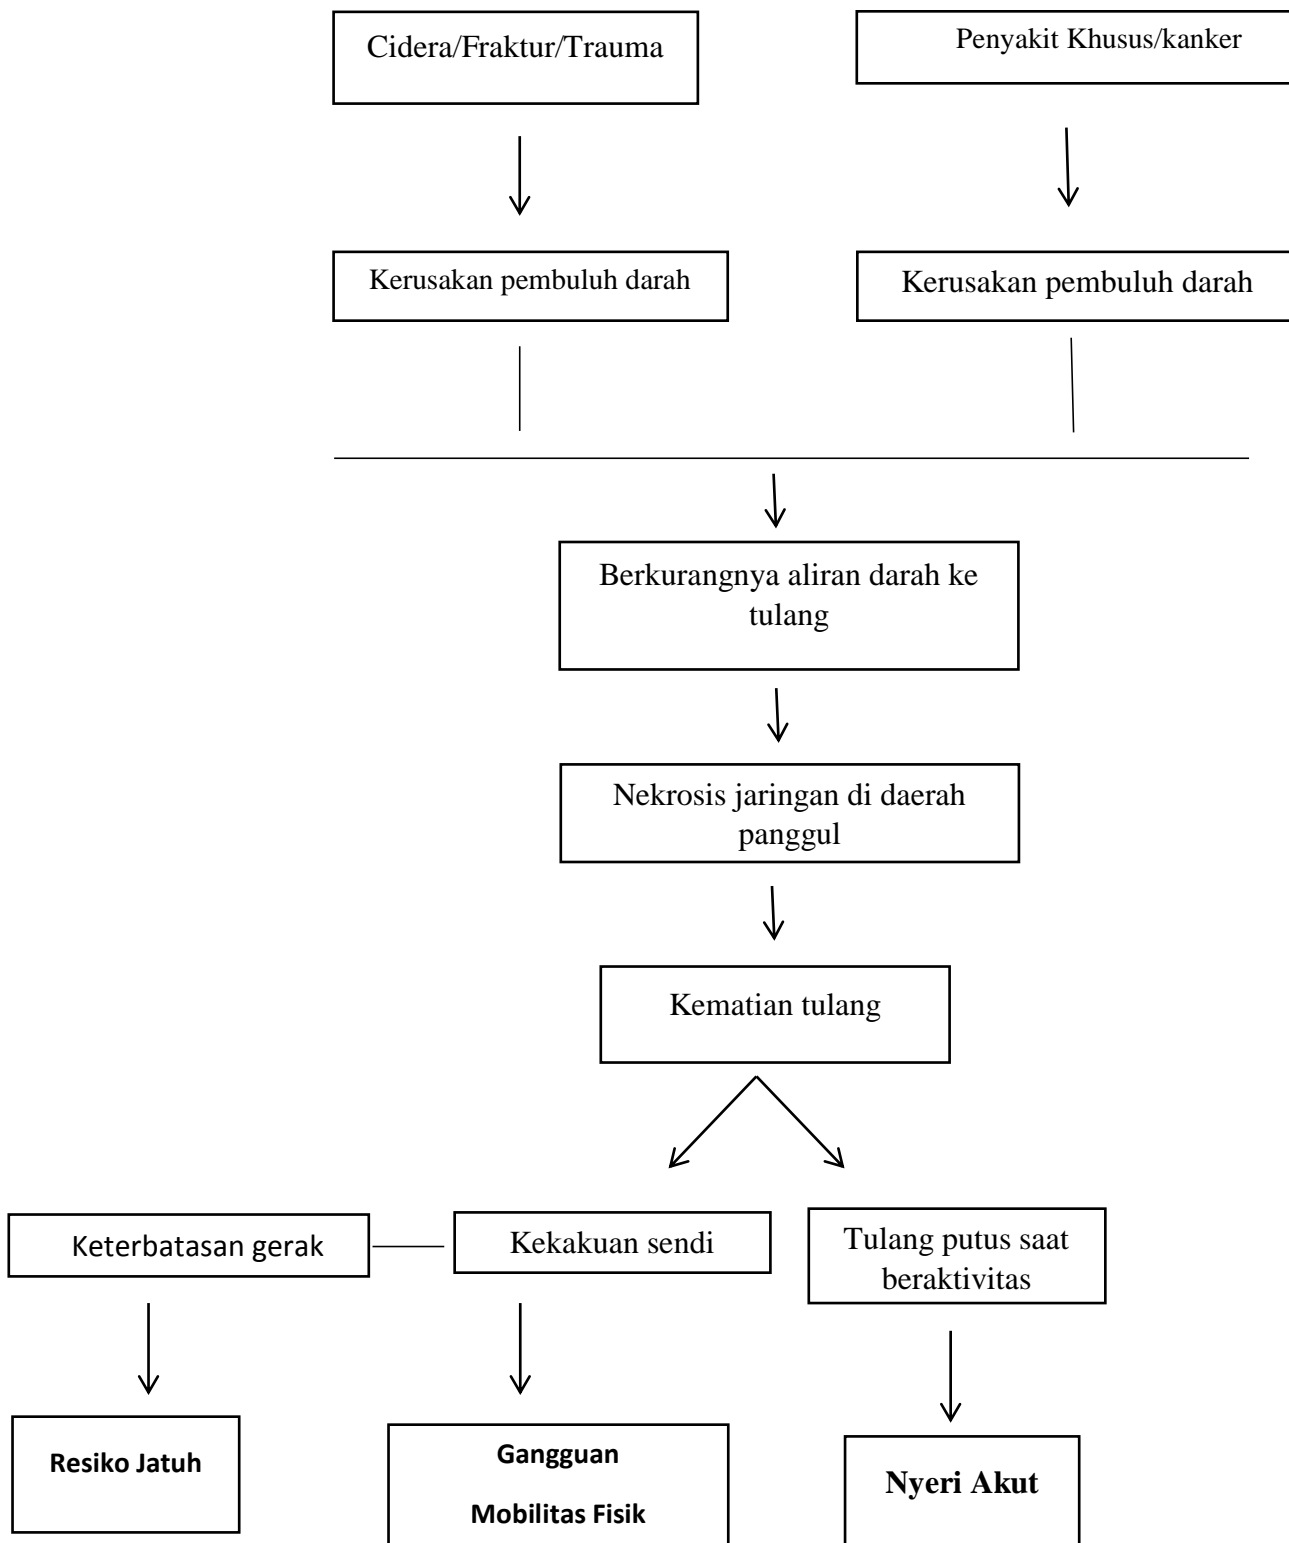 Cidera/Fraktur/Trauma
Penyakit Khusus/kanker
Kerusakan pembuluh darah
Kerusakan pembuluh darah
Berkurangnya aliran darah ke
tulang
Nekrosis jaringan di daerah
panggul
Kematian tulang
Keterbatasan gerak
Kekakuan sendi
Tulang putus saat
beraktivitas
Resiko Jatuh
Gangguan
Mobilitas Fisik
Nyeri Akut